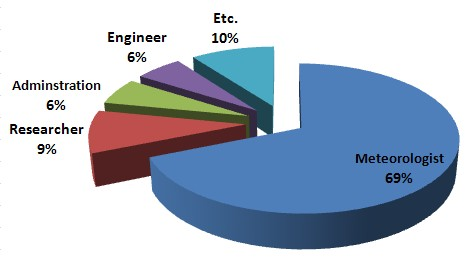 Etc.
10%
Engineer
6%
Adminstration
6%
Researcher
9%
Meteorologist
69%